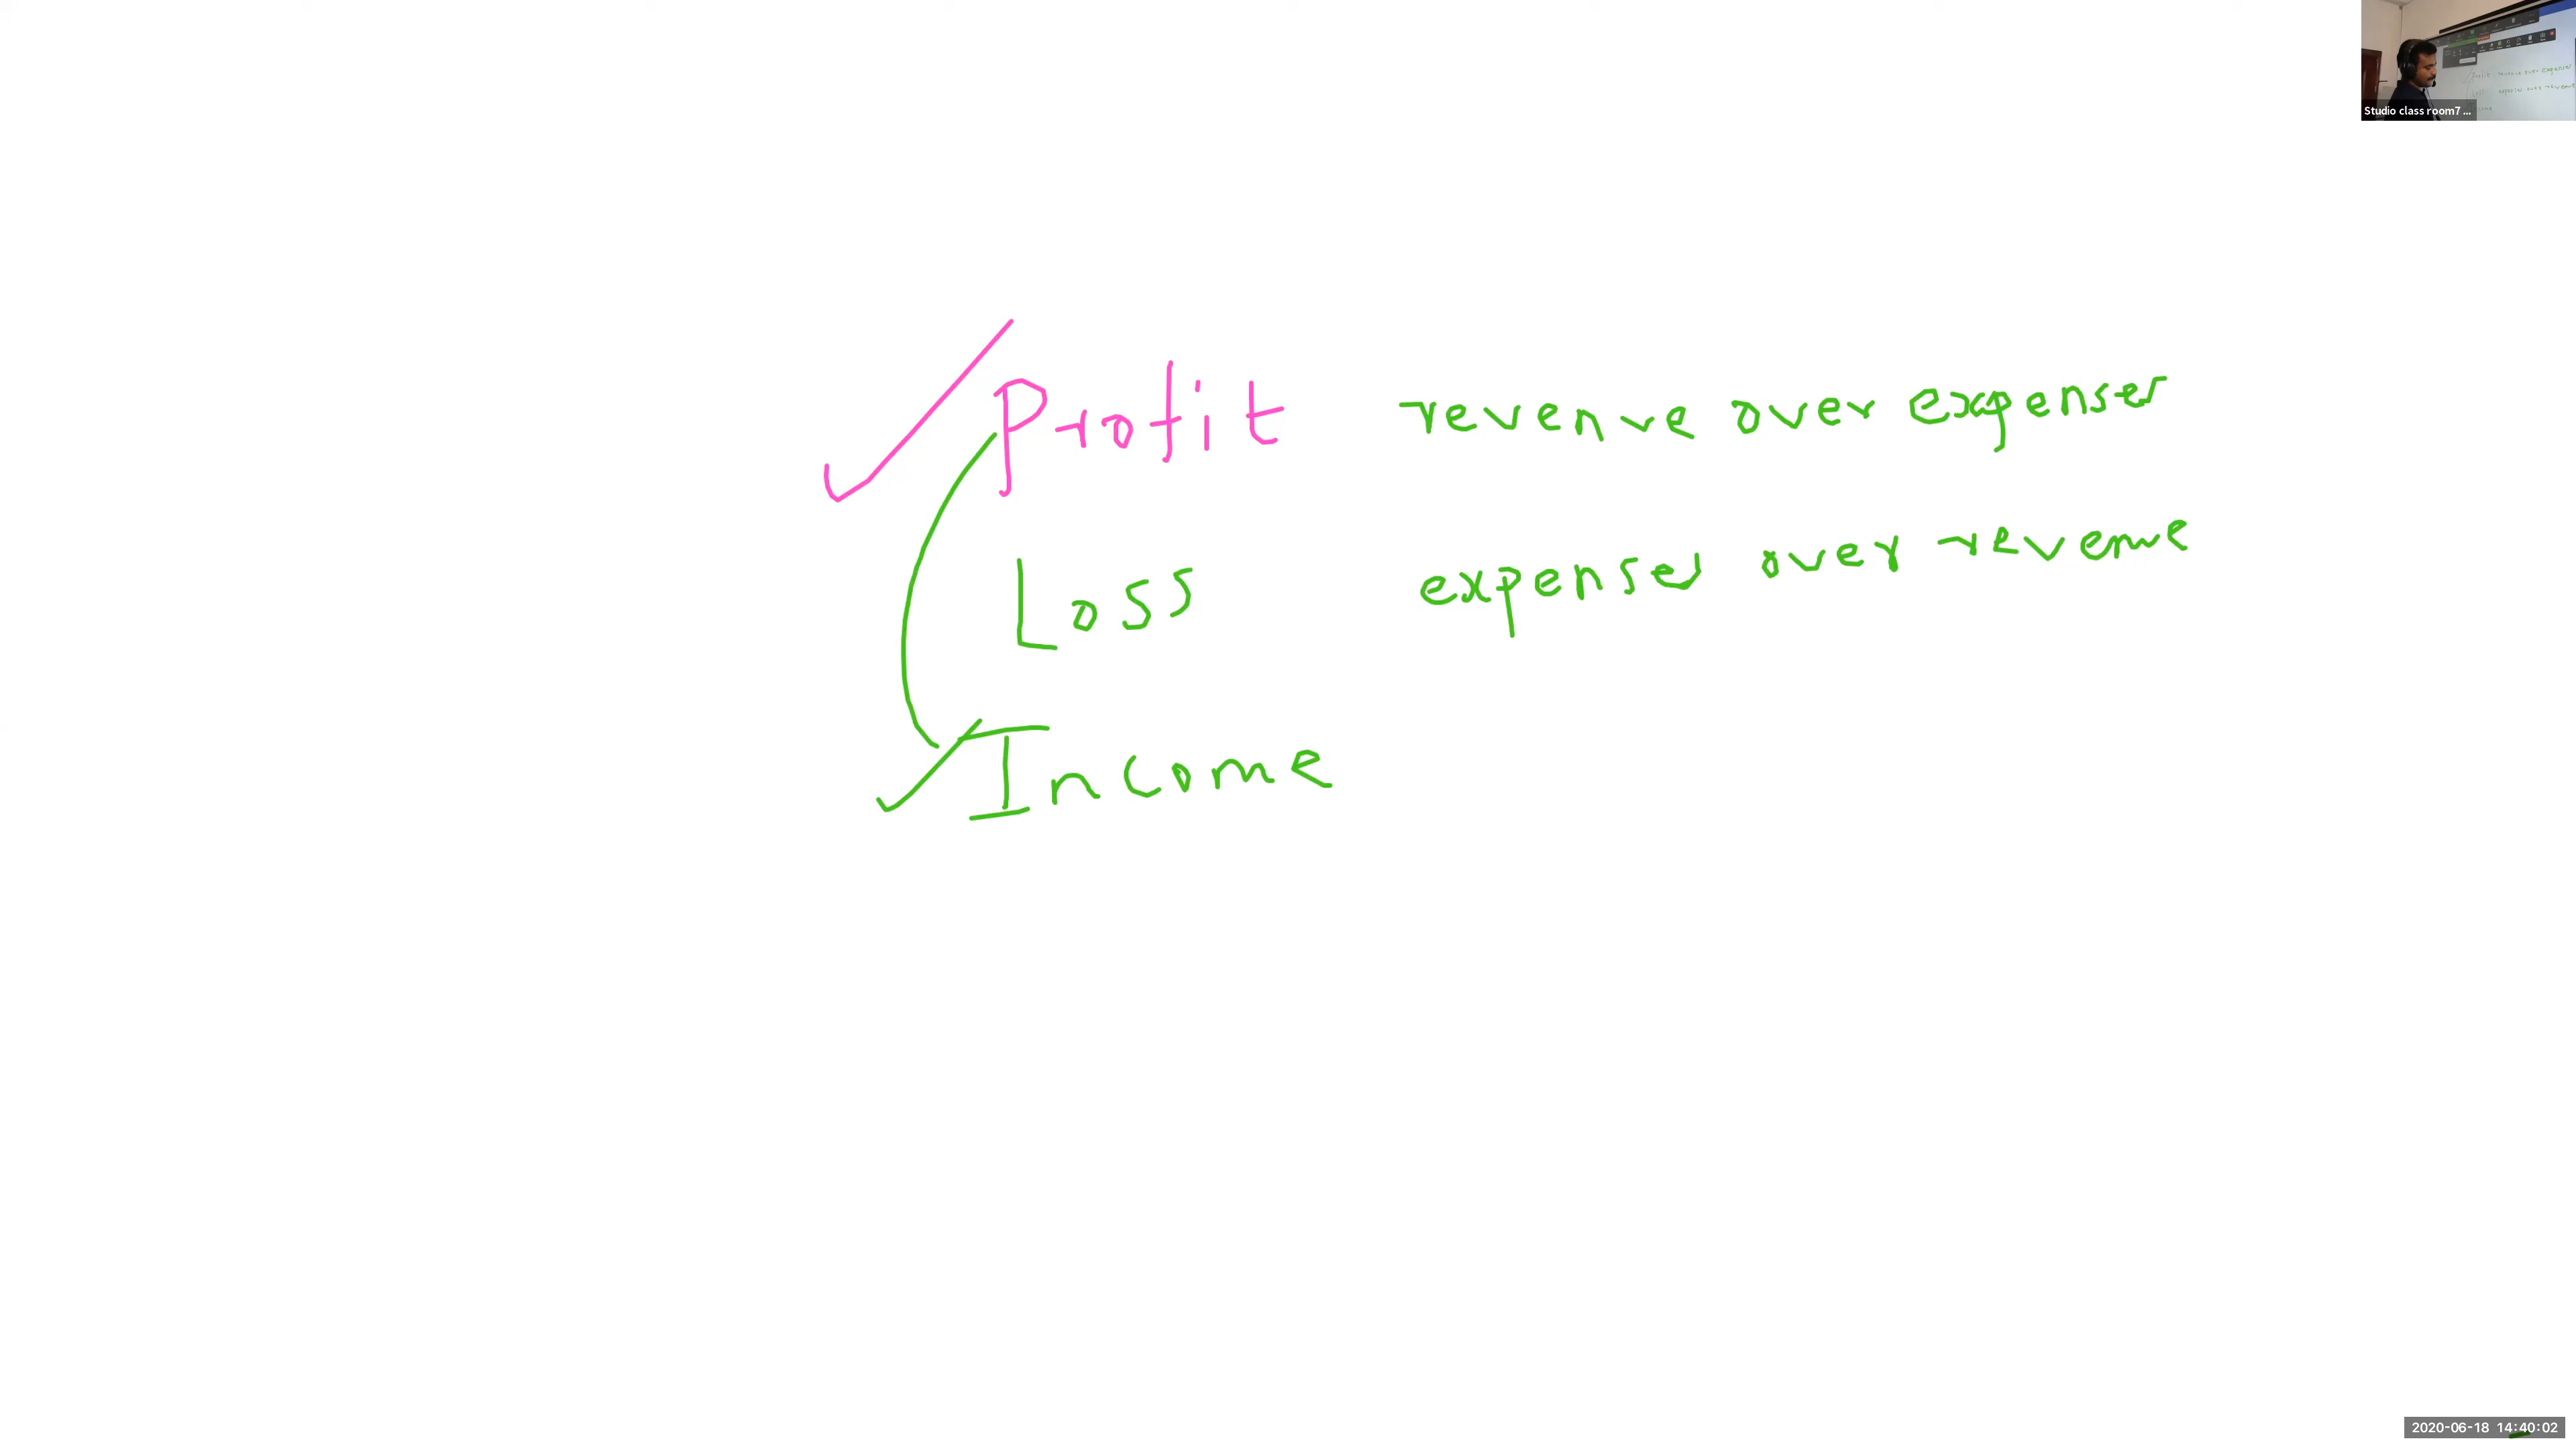 Profit revenue over expenses
Loss expenses over revenue
Income
Studio class room7 ...
2020-06-18 14:40:02